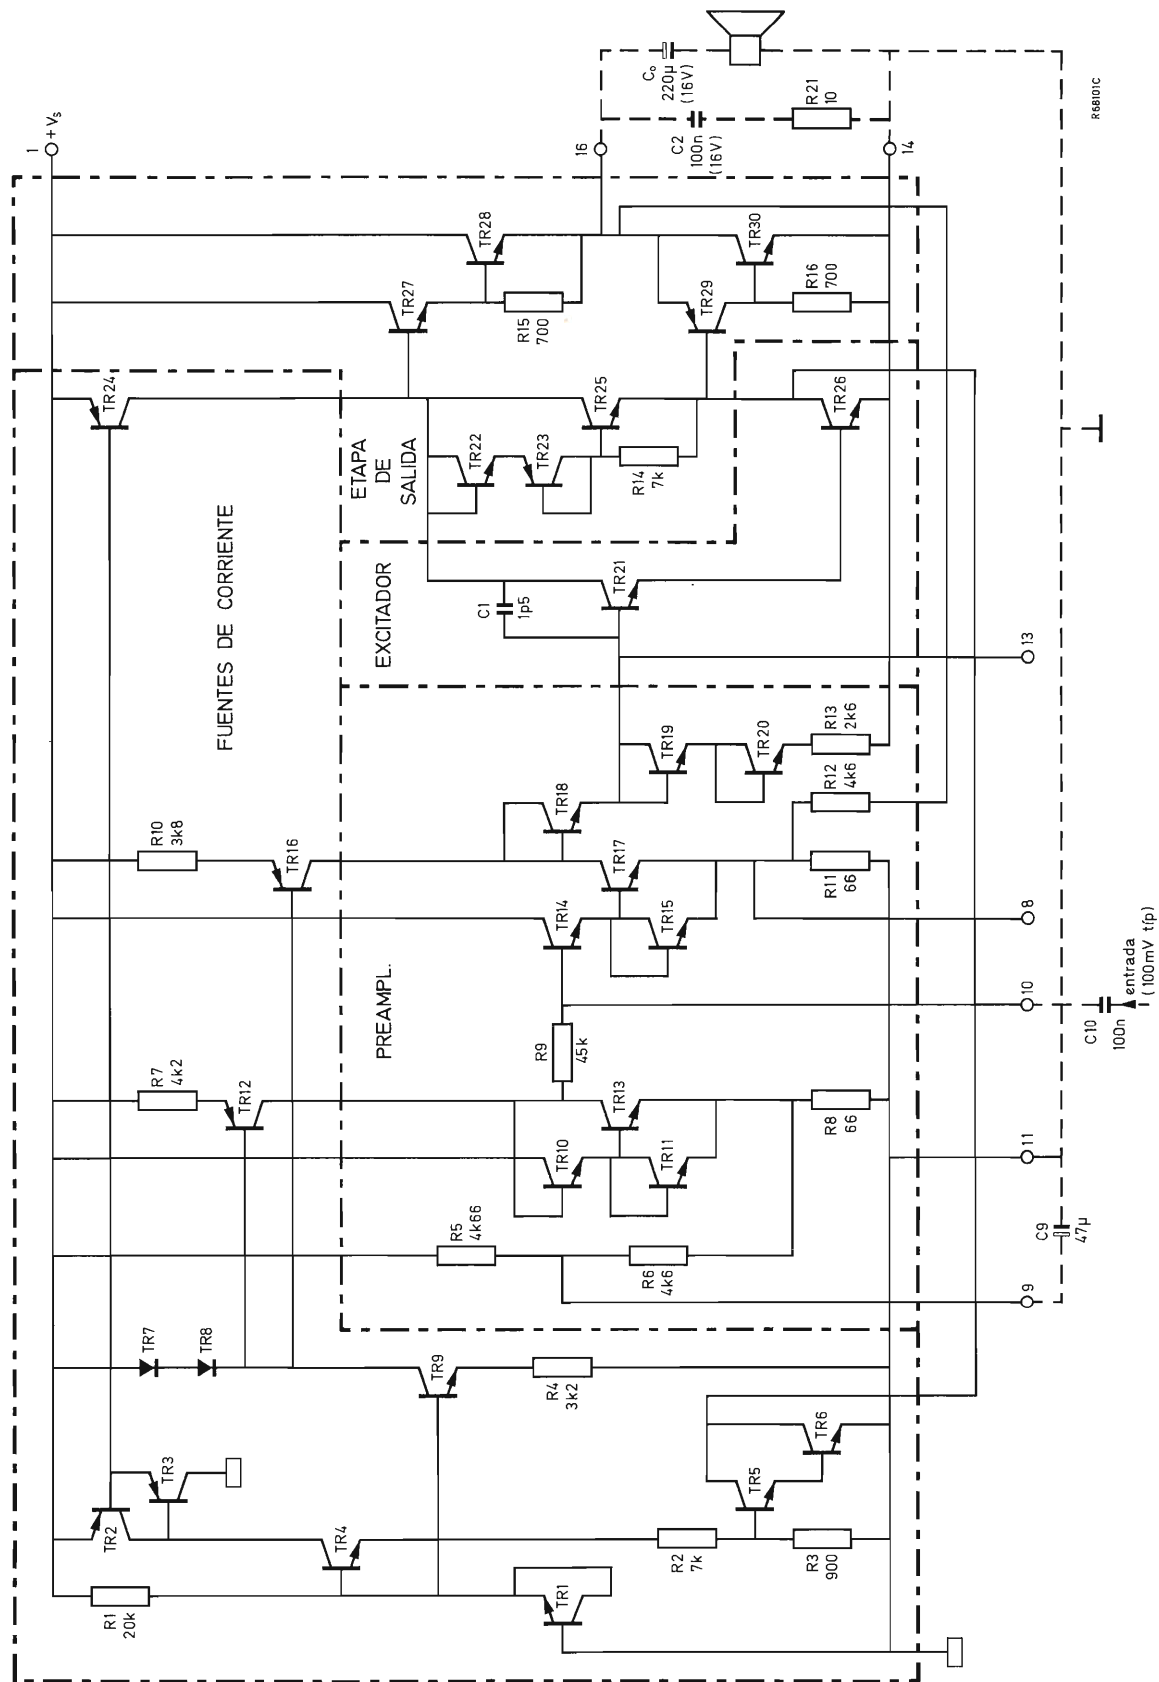 FUENTES DE CORRIENTE
ETAPA
DE
SALIDA
EXCITADOR
PREAMPL.
1
+Vs
16
14
13
8
10
11
9
R1
20k
TR1
TR2
TR3
TR4
R2
7k
R3
900
TR5
TR6
TR7
TR8
TR9
R4
3k2
R5
4k66
R6
4k6
TR10
TR11
R7
4k2
TR12
TR13
R8
66
R9
45k
TR14
TR15
R10
3k8
TR16
TR17
TR18
R11
66
R12
4k6
R13
2k6
TR19
TR20
C1
1p5
TR21
TR22
TR23
R14
7k
TR24
TR25
TR26
TR27
TR28
R15
700
TR29
TR30
R16
700
C2
100n
(16V)
Co
220µ
(16V)
R21
10
C9
47µ
C10
100n
entrada
(100mV típ)
R68101C